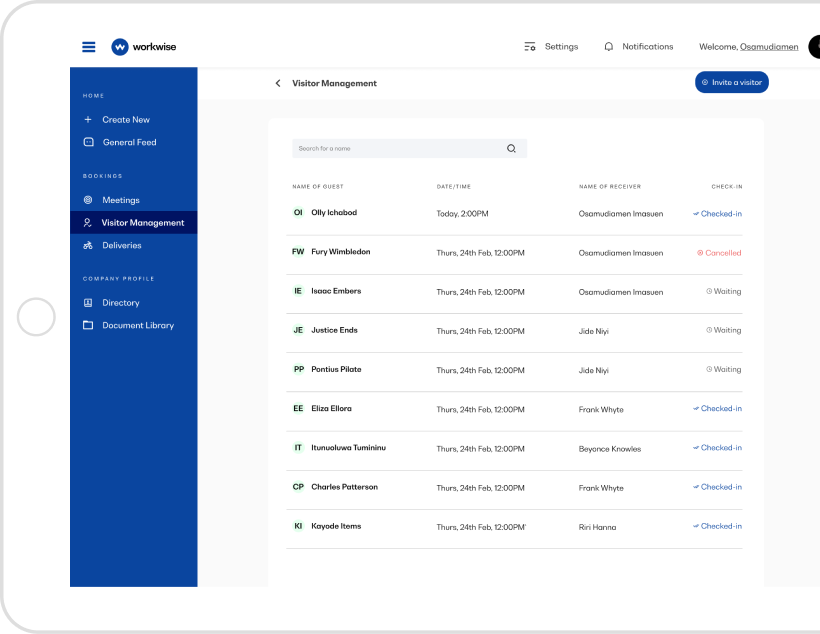 workwise
Settings
Notifications
Welcome, Osamudiamen
Visitor Management
Invite a visitor
HOME
Create New
General Feed
BOOKINGS
Meetings
Visitor Management
Deliveries
COMPANY PROFILE
Directory
Document Library
Search for a name
NAME OF GUEST DATE/TIME NAME OF RECEIVER CHECK-IN
OI Olly Ichabod Today, 2:00PM Osamudiamen Imasuen Checked-in
FW Fury Wimbledon Thurs, 24th Feb, 12:00PM Osamudiamen Imasuen Cancelled
IE Isaac Embers Thurs, 24th Feb, 12:00PM Osamudiamen Imasuen Waiting
JE Justice Ends Thurs, 24th Feb, 12:00PM Jide Niyi Waiting
PP Pontius Pilate Thurs, 24th Feb, 12:00PM Jide Niyi Waiting
EE Eliza Ellora Thurs, 24th Feb, 12:00PM Frank Whyte Checked-in
IT Itunuoluwa Tumininu Thurs, 24th Feb, 12:00PM Beyonce Knowles Checked-in
CP Charles Patterson Thurs, 24th Feb, 12:00PM Frank Whyte Checked-in
KI Kayode Items Thurs, 24th Feb, 12:00PM' Riri Hanna Checked-in